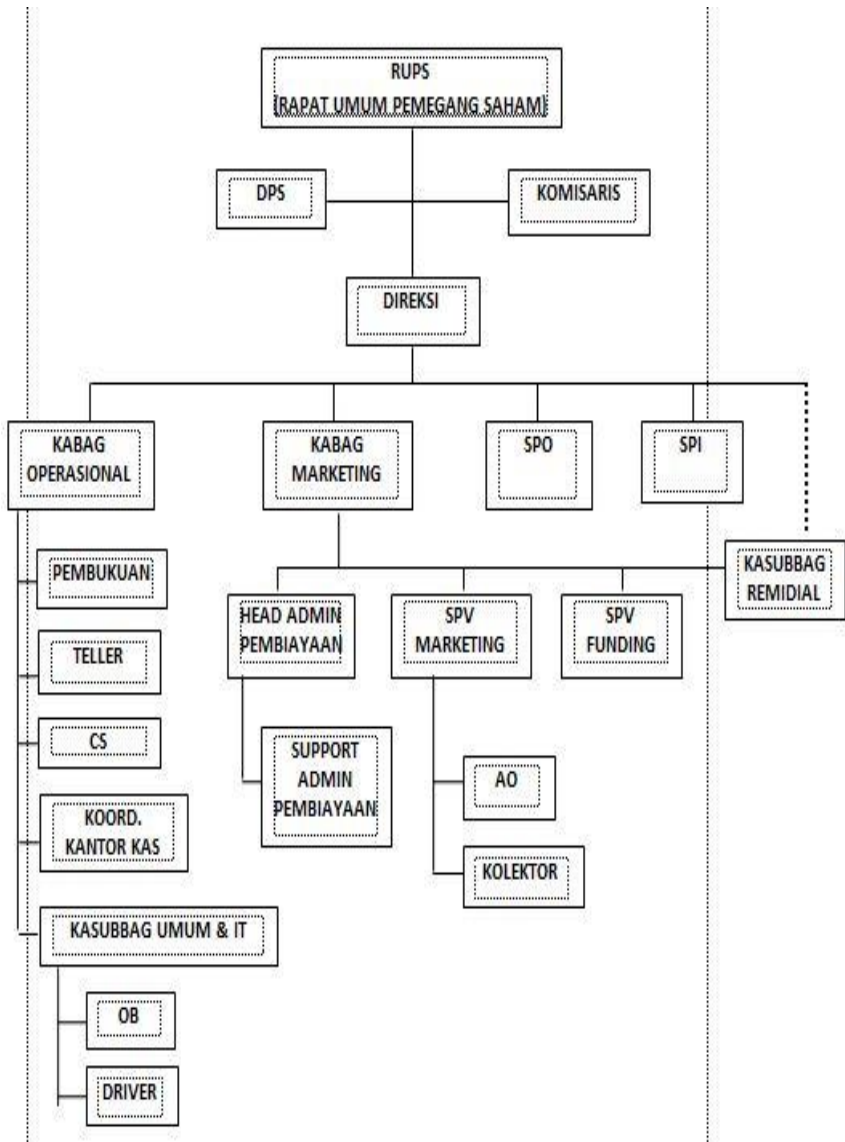 RUPS
(RAPAT UMUM PEMEGANG SAHAM)
DPS
KOMISARIS
DIREKSI
KABAG
OPERASIONAL
KABAG
MARKETING
SPO
SPI
KASUBBAG
REMIDIAL
PEMBUKUAN
TELLER
CS
KOORD.
KANTOR KAS
KASUBBAG UMUM & IT
OB
DRIVER
HEAD ADMIN
PEMBIAYAAN
SUPPORT
ADMIN
PEMBIAYAAN
SPV
MARKETING
AO
KOLEKTOR
SPV
FUNDING